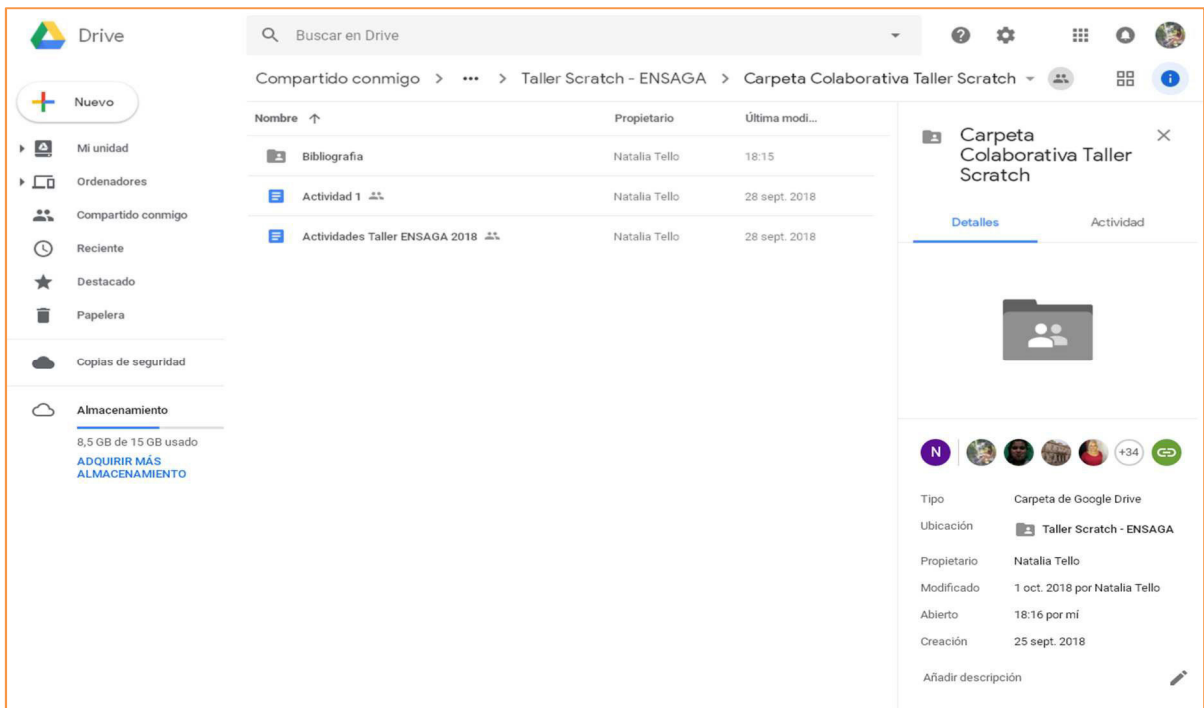 Drive
Buscar en Drive
Compartido conmigo > ••• > Taller Scratch - ENSAGA > Carpeta Colaborativa Taller Scratch
Nuevo
Mi unidad
Ordenadores
Compartido conmigo
Reciente
Destacado
Papelera
Copias de seguridad
Almacenamiento
8,5 GB de 15 GB usado
ADQUIRIR MÁS
ALMACENAMIENTO
Nombre Propietario Última modi...
Bibliografia Natalia Tello 18:15
Actividad 1 Natalia Tello 28 sept. 2018
Actividades Taller ENSAGA 2018 Natalia Tello 28 sept. 2018
Carpeta
Colaborativa Taller
Scratch
Detalles Actividad
N +34
Tipo Carpeta de Google Drive
Ubicación Taller Scratch - ENSAGA
Propietario Natalia Tello
Modificado 1 oct. 2018 por Natalia Tello
Abierto 18:16 por mí
Creación 25 sept. 2018
Añadir descripción